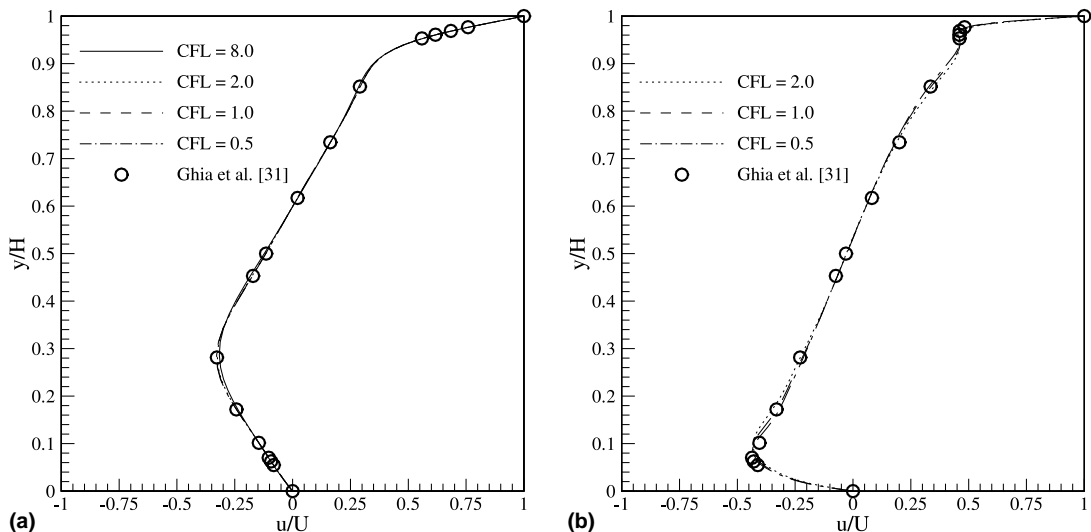 1
0.9
0.8
0.7
0.6
0.5
0.4
0.3
0.2
0.1
0
y/H
CFL = 8.0
CFL = 2.0
CFL = 1.0
CFL = 0.5
Ghia et al. [31]
-1 -0.75 -0.5 -0.25 0 0.25 0.5 0.75 1
(a)
u/U
1
0.9
0.8
0.7
0.6
0.5
0.4
0.3
0.2
0.1
0
y/H
CFL = 2.0
CFL = 1.0
CFL = 0.5
Ghia et al. [31]
-1 -0.75 -0.5 -0.25 0 0.25 0.5 0.75 1
(b)
u/U